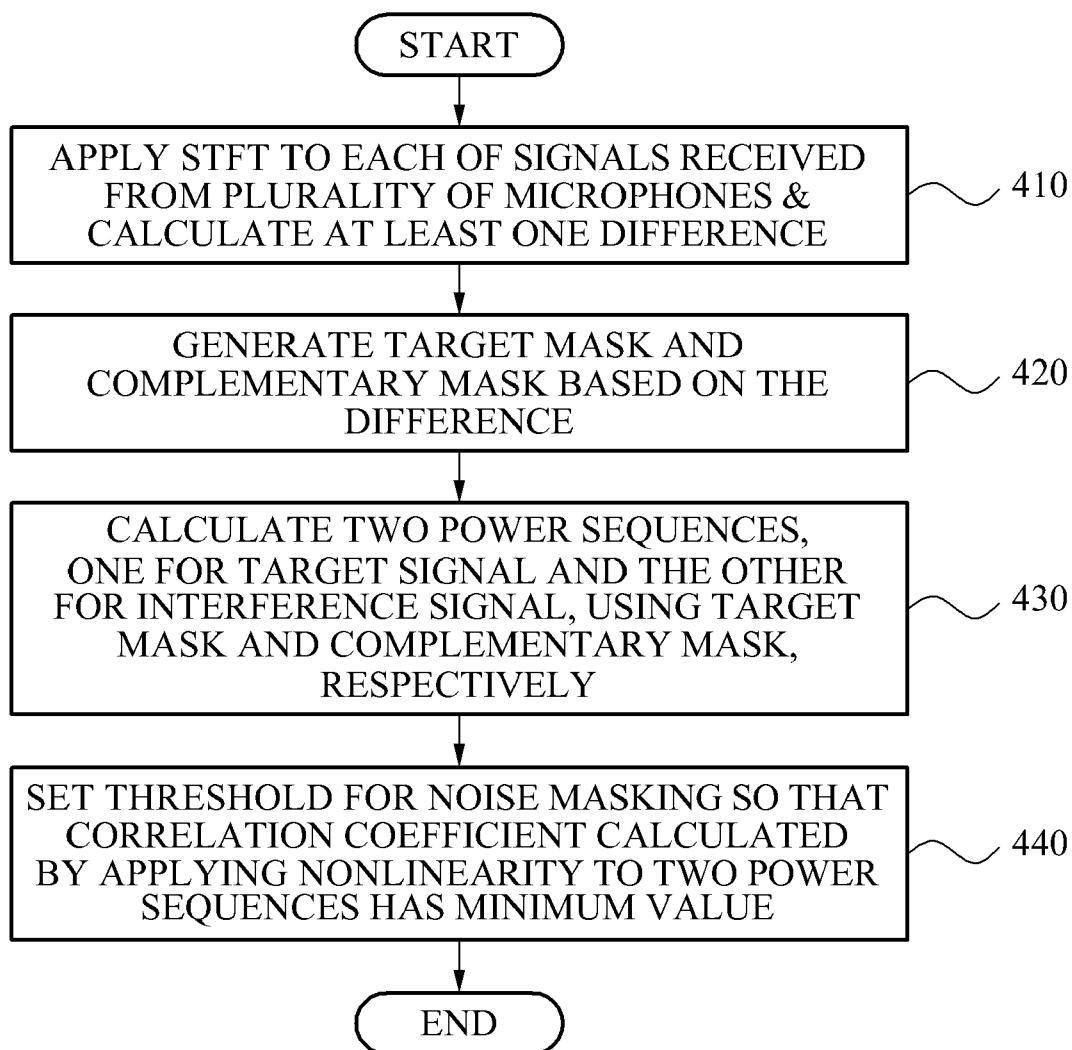 START
APPLY STFT TO EACH OF SIGNALS RECEIVED
FROM PLURALITY OF MICROPHONES &
CALCULATE AT LEAST ONE DIFFERENCE
410
GENERATE TARGET MASK AND
COMPLEMENTARY MASK BASED ON THE
DIFFERENCE
420
CALCULATE TWO POWER SEQUENCES,
ONE FOR TARGET SIGNAL AND THE OTHER
FOR INTERFERENCE SIGNAL, USING TARGET
MASK AND COMPLEMENTARY MASK,
RESPECTIVELY
430
SET THRESHOLD FOR NOISE MASKING SO THAT
CORRELATION COEFFICIENT CALCULATED
BY APPLYING NONLINEARITY TO TWO POWER
SEQUENCES HAS MINIMUM VALUE
440
END